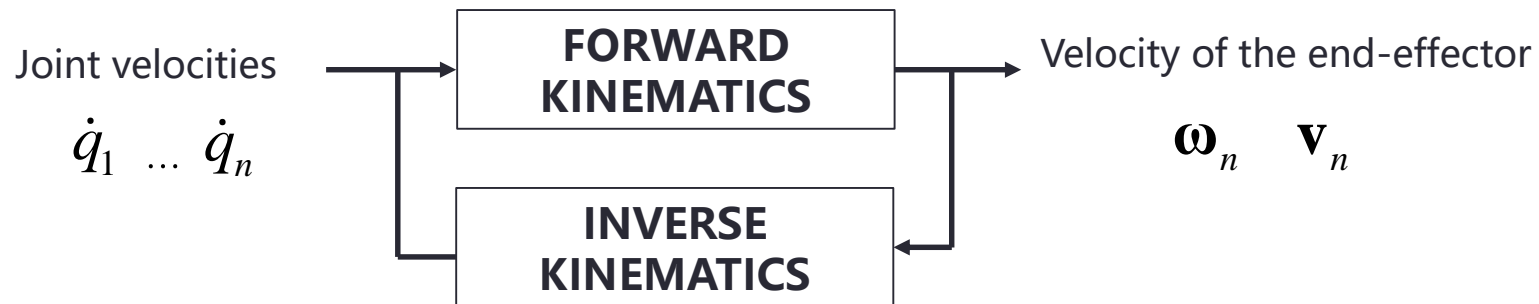 Joint velocities
q̇₁ ... q̇ₙ
FORWARD
KINEMATICS
Velocity of the end-effector
ωₙ vₙ
INVERSE
KINEMATICS